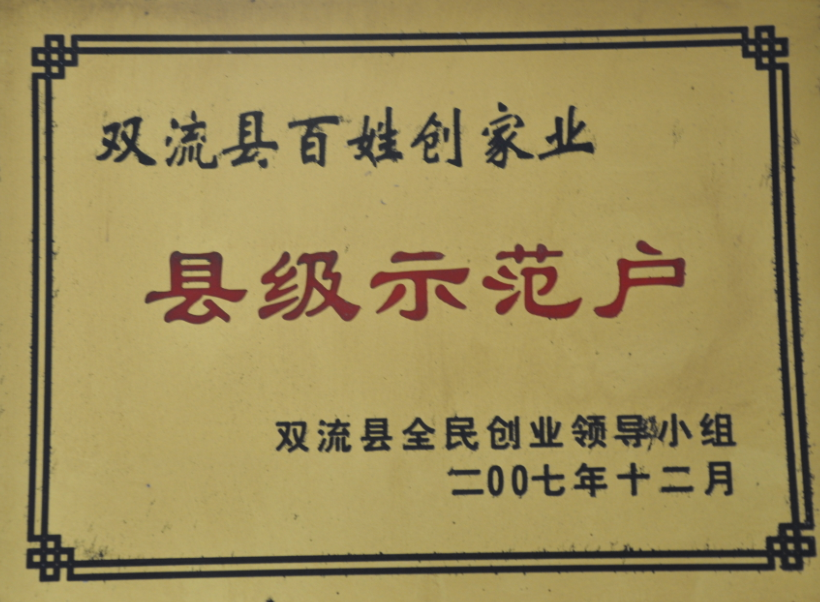 双流县百姓创家业
县级示范户
双流县全民创业领导小组
二00七年十二月